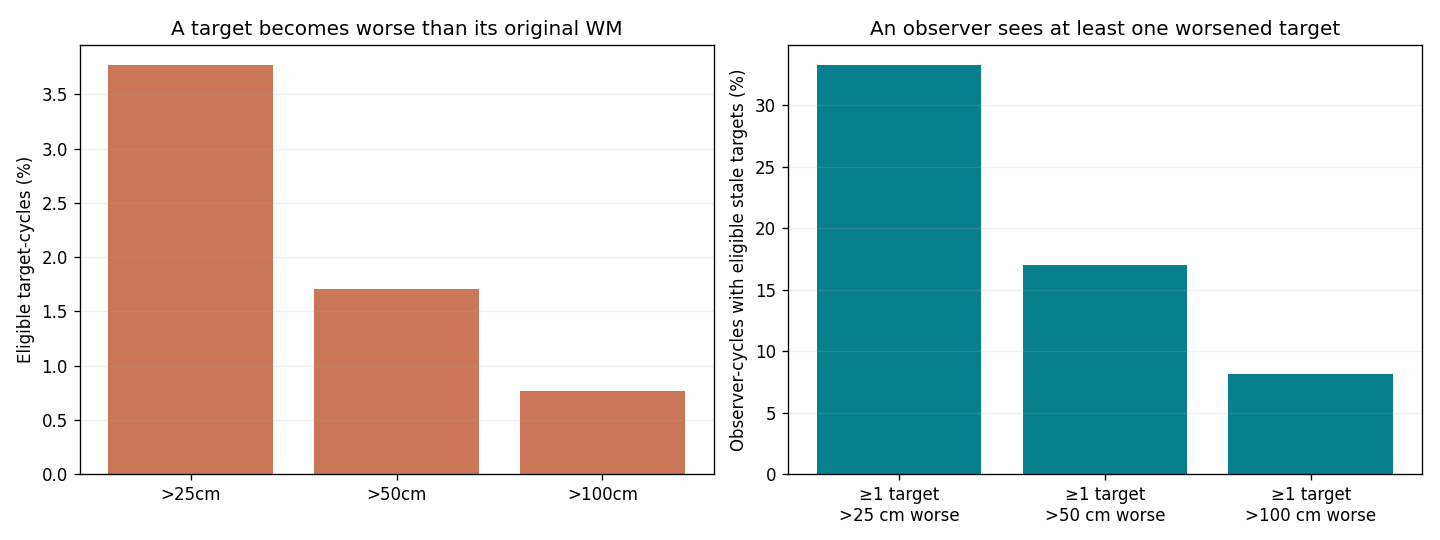 A target becomes worse than its original WM
Eligible target-cycles (%)
3.5
3.0
2.5
2.0
1.5
1.0
0.5
0.0
>25cm
>50cm
>100cm
An observer sees at least one worsened target
Observer-cycles with eligible stale targets (%)
30
25
20
15
10
5
0
≥1 target
>25 cm worse
≥1 target
>50 cm worse
≥1 target
>100 cm worse